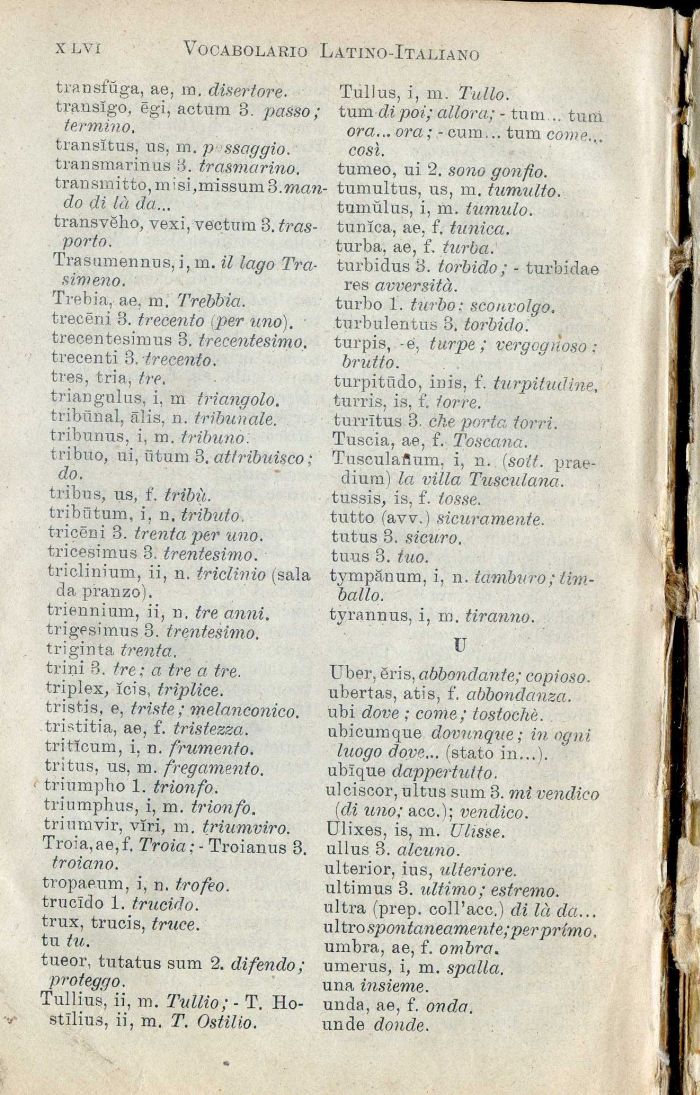 XLVI VOCABOLARIO LATINO-ITALIANO
transfŭga, ae, m. disertore.
transĭgo, ēgi, actum 3. passo;
termino.
transĭtus, us, m. passaggio.
transmarinus 3. trasmarino.
transmitto, misi, missum 3. man-
do di là da...
transvĕho, vexi, vectum 3. tras-
porto.
Trasumennus, i, m. il lago Tra-
simeno.
Trebia, ae, m. Trebbia.
trecēni 3. trecento (per uno).
trecentesimus 3. trecentesimo.
trecenti 3. trecento.
tres, tria, tre.
triangulus, i, m triangolo.
tribūnal, ālis, n. tribunale.
tribunus, i, m. tribuno.
tribuo, ui, ūtum 3. attribuisco;
do.
tribus, us, f. tribù.
tribūtum, i, n. tributo.
tricēni 3. trenta per uno.
tricesimus 3. trentesimo.
triclinium, ii, n. triclinio (sala
da pranzo).
triennium, ii, n. tre anni.
trigesimus 3. trentesimo.
triginta trenta.
trini 3. tre; a tre a tre.
triplex, ĭcis, triplice.
tristis, e, triste; melanconico.
tristitia, ae, f. tristezza.
tritĭcum, i, n. frumento.
tritus, us, m. fregamento.
triumpho 1. trionfo.
triumphus, i, m. trionfo.
triumvir, vĭri, m. triumviro.
Troia, ae, f. Troia; - Troianus 3.
troiano.
tropaeum, i, n. trofeo.
trucīdo 1. trucido.
trux, trucis, truce.
tu tu.
tueor, tutatus sum 2. difendo;
proteggo.
Tullius, ii, m. Tullio; - T. Ho-
stīlius, ii, m. T. Ostilio.
Tullus, i, m. Tullo.
tum di poi; allora; - tum... tum
ora... ora; - cum... tum come...
così.
tumeo, ui 2. sono gonfio.
tumultus, us, m. tumulto.
tumŭlus, i, m. tumulo.
tunĭca, ae, f. tunica.
turba, ae, f. turba.
turbidus 3. torbido; - turbidae
res avversità.
turbo 1. turbo; sconvolgo.
turbulentus 3. torbido.
turpis, -e, turpe; vergognoso;
brutto.
turpitūdo, inis, f. turpitudine.
turris, is, f. torre.
turrītus 3. che porta torri.
Tuscia, ae, f. Toscana.
Tusculanum, i, n. (sott. prae-
dium) la villa Tusculana.
tussis, is, f. tosse.
tutto (avv.) sicuramente.
tutus 3. sicuro.
tuus 3. tuo.
tympănum, i, n. tamburo; tim-
ballo.
tyrannus, i, m. tiranno.
U
Uber, ĕris, abbondante; copioso.
ubertas, atis, f. abbondanza.
ubi dove; come; tostochè.
ubicumque dovunque; in ogni
luogo dove... (stato in...).
ubīque dappertutto.
ulciscor, ultus sum 3. mi vendico
(di uno; acc.); vendico.
Ulixes, is, m. Ulisse.
ullus 3. alcuno.
ulterior, ius, ulteriore.
ultimus 3. ultimo; estremo.
ultra (prep. coll'acc.) di là da...
ultro spontaneamente; per primo.
umbra, ae, f. ombra.
umerus, i, m. spalla.
una insieme.
unda, ae, f. onda.
unde donde.